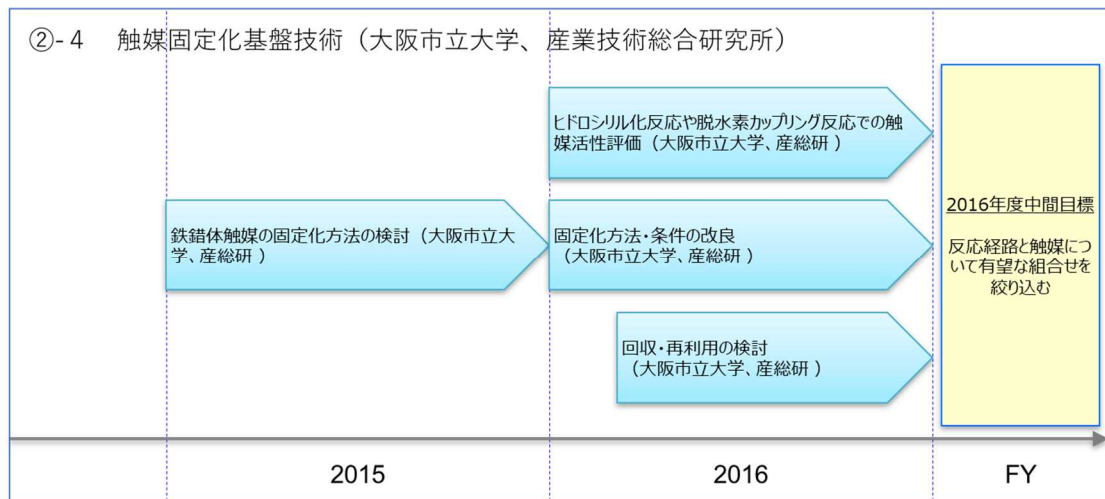 ②-４　触媒固定化基盤技術（大阪市立大学、産業技術総合研究所）
ヒドロシリル化反応や脱水素カップリング反応での触
媒活性評価（大阪市立大学、産総研 ）
鉄錯体触媒の固定化方法の検討（大阪市立大
学、産総研 ）
固定化方法・条件の改良
（大阪市立大学、産総研 ）
回収・再利用の検討
（大阪市立大学、産総研 ）
2016年度中間目標
反応経路と触媒につ
いて有望な組合せを
絞り込む
2015
2016
FY